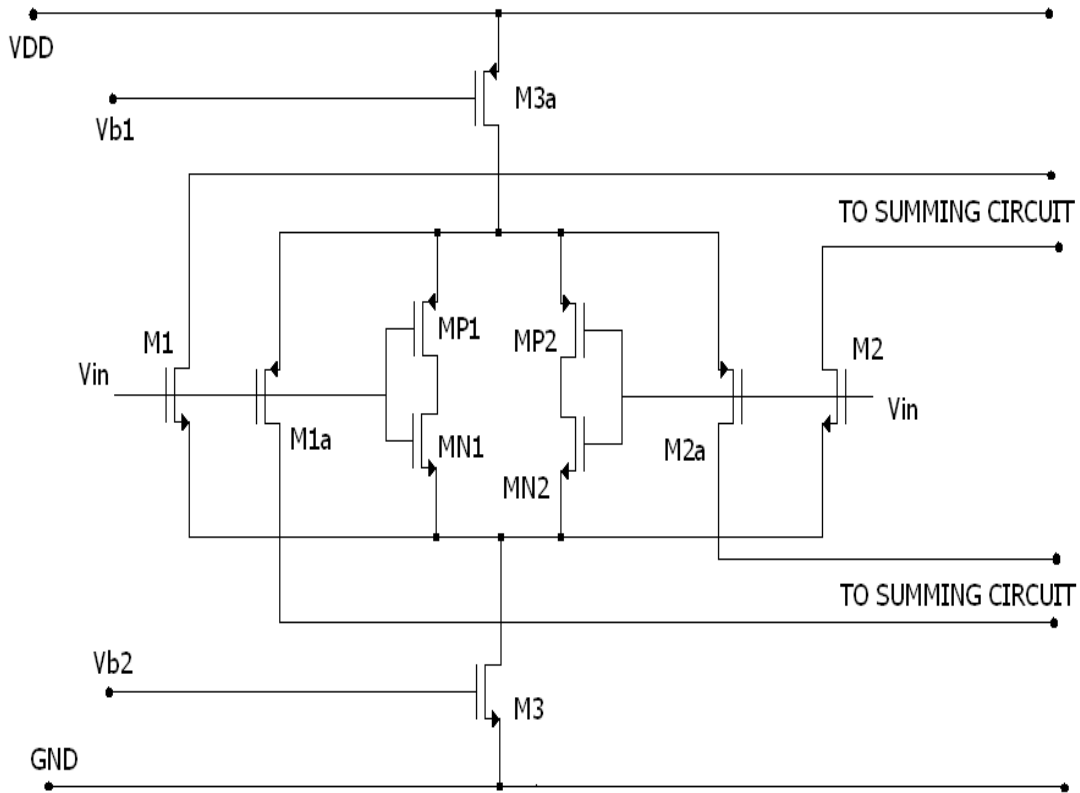 VDD
M3a
Vb1
TO SUMMING CIRCUIT
MP1
MP2
M1
M2
Vin
Vin
M1a
MN1
M2a
MN2
TO SUMMING CIRCUIT
Vb2
M3
GND